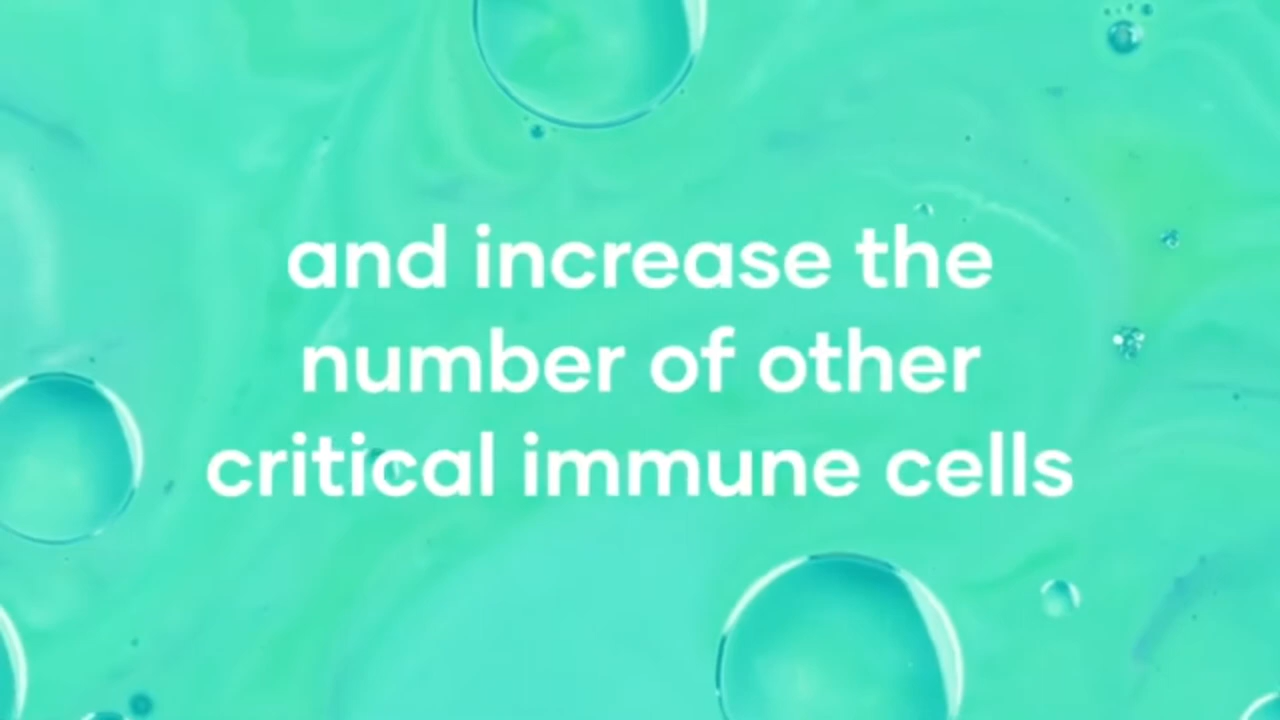 and increase the
number of other
critical immune cells